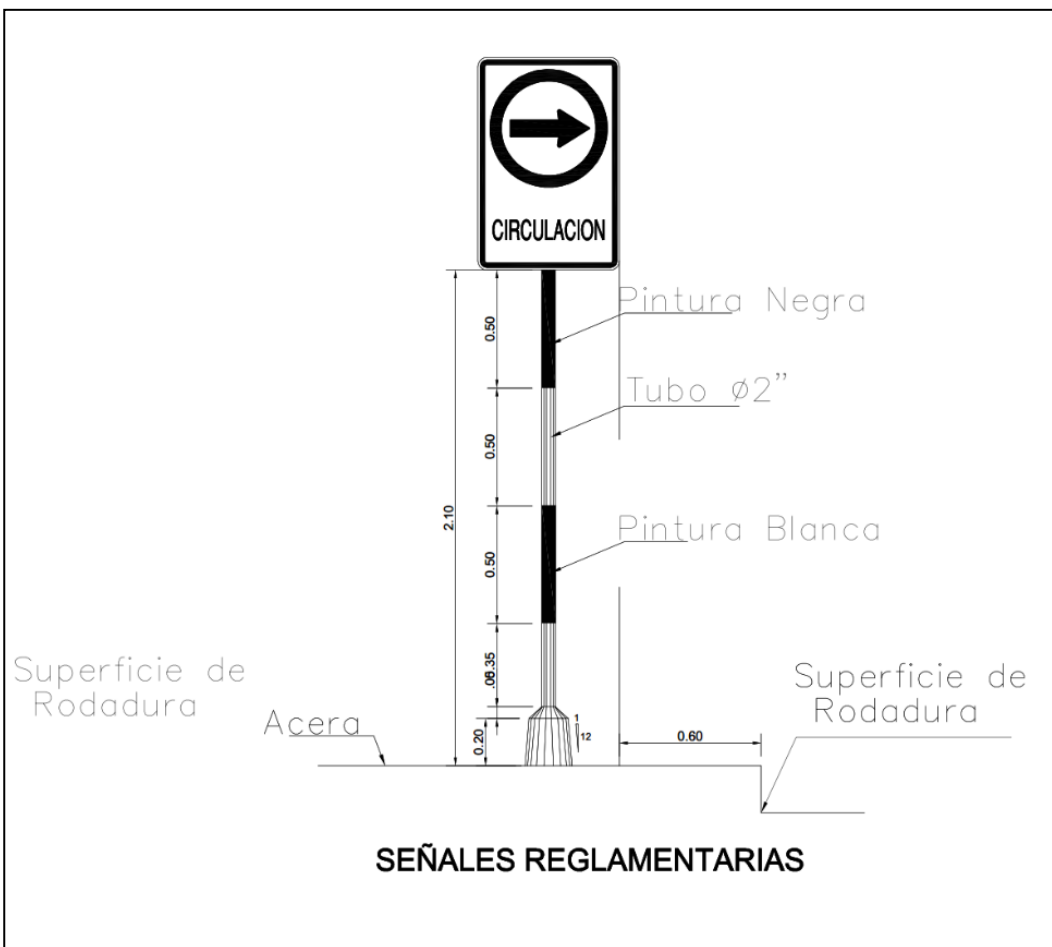 CIRCULACION
Pintura Negra
0.50
Tubo ø2”
0.50
2.10
Pintura Blanca
0.50
.35
Superficie de
Rodadura
Superficie de
Rodadura
Acera
0.20
1
12
0.60
SEÑALES REGLAMENTARIAS